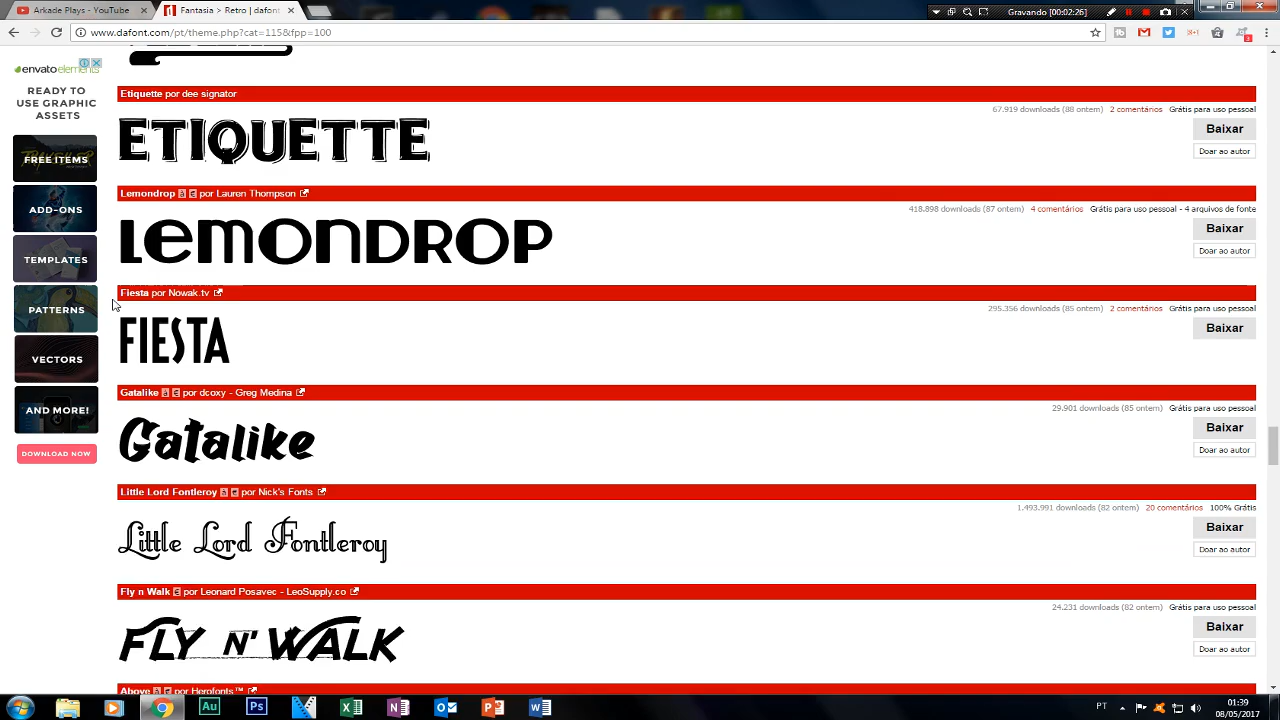 Arkade Plays - YouTube
Fantasia > Retro | dafont
Gravando [00:02:26]
www.dafont.com/pt/theme.php?cat=115&fpp=100
envato elements
READY TO
USE GRAPHIC
ASSETS
FREE ITEMS
ADD-ONS
TEMPLATES
PATTERNS
VECTORS
AND MORE!
DOWNLOAD NOW
Etiquette por dee signator
67.919 downloads (88 ontem) 2 comentários Grátis para uso pessoal
ETIQUETTE
Baixar
Doar ao autor
Lemondrop à € por Lauren Thompson
418.898 downloads (87 ontem) 4 comentários Grátis para uso pessoal - 4 arquivos de fonte
LemonDROP
Baixar
Doar ao autor
Fiesta por Nowak.tv
295.356 downloads (85 ontem) 2 comentários Grátis para uso pessoal
FIESTA
Baixar
Gatalike à € por dcoxy - Greg Medina
29.901 downloads (85 ontem) Grátis para uso pessoal
Gatalike
Baixar
Doar ao autor
Little Lord Fontleroy à € por Nick's Fonts
1.493.991 downloads (82 ontem) 20 comentários 100% Grátis
Little Lord Fontleroy
Baixar
Doar ao autor
Fly n Walk € por Leonard Posavec - LeoSupply.co
24.231 downloads (82 ontem) Grátis para uso pessoal
FLY N' WALK
Baixar
Doar ao autor
Above à € por Herofonts™
Au
Ps
PT
01:39
08/05/2017